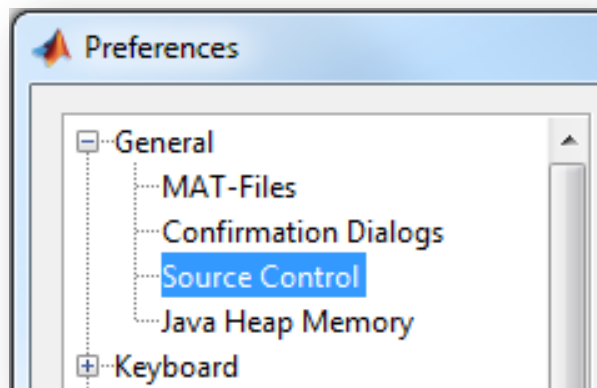 Preferences
General
MAT-Files
Confirmation Dialogs
Source Control
Java Heap Memory
Keyboard